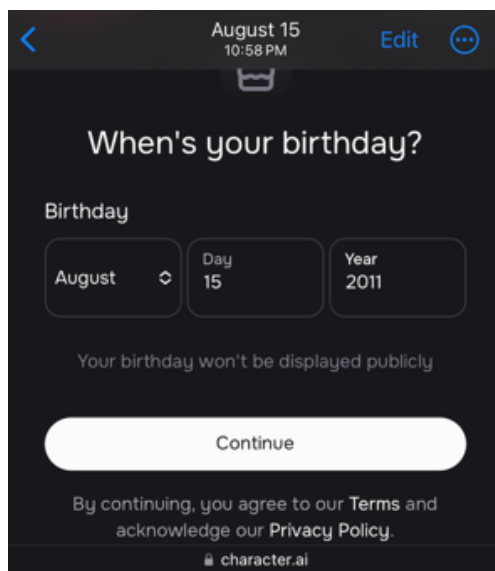 August 15
10:58 PM
Edit
When's your birthday?
Birthday
August
Day
15
Year
2011
Your birthday won't be displayed publicly
Continue
By continuing, you agree to our Terms and
acknowledge our Privacy Policy.
character.ai